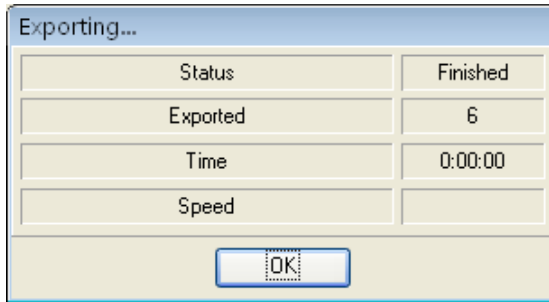 Exporting...
Status Finished
Exported 6
Time 0:00:00
Speed
OK